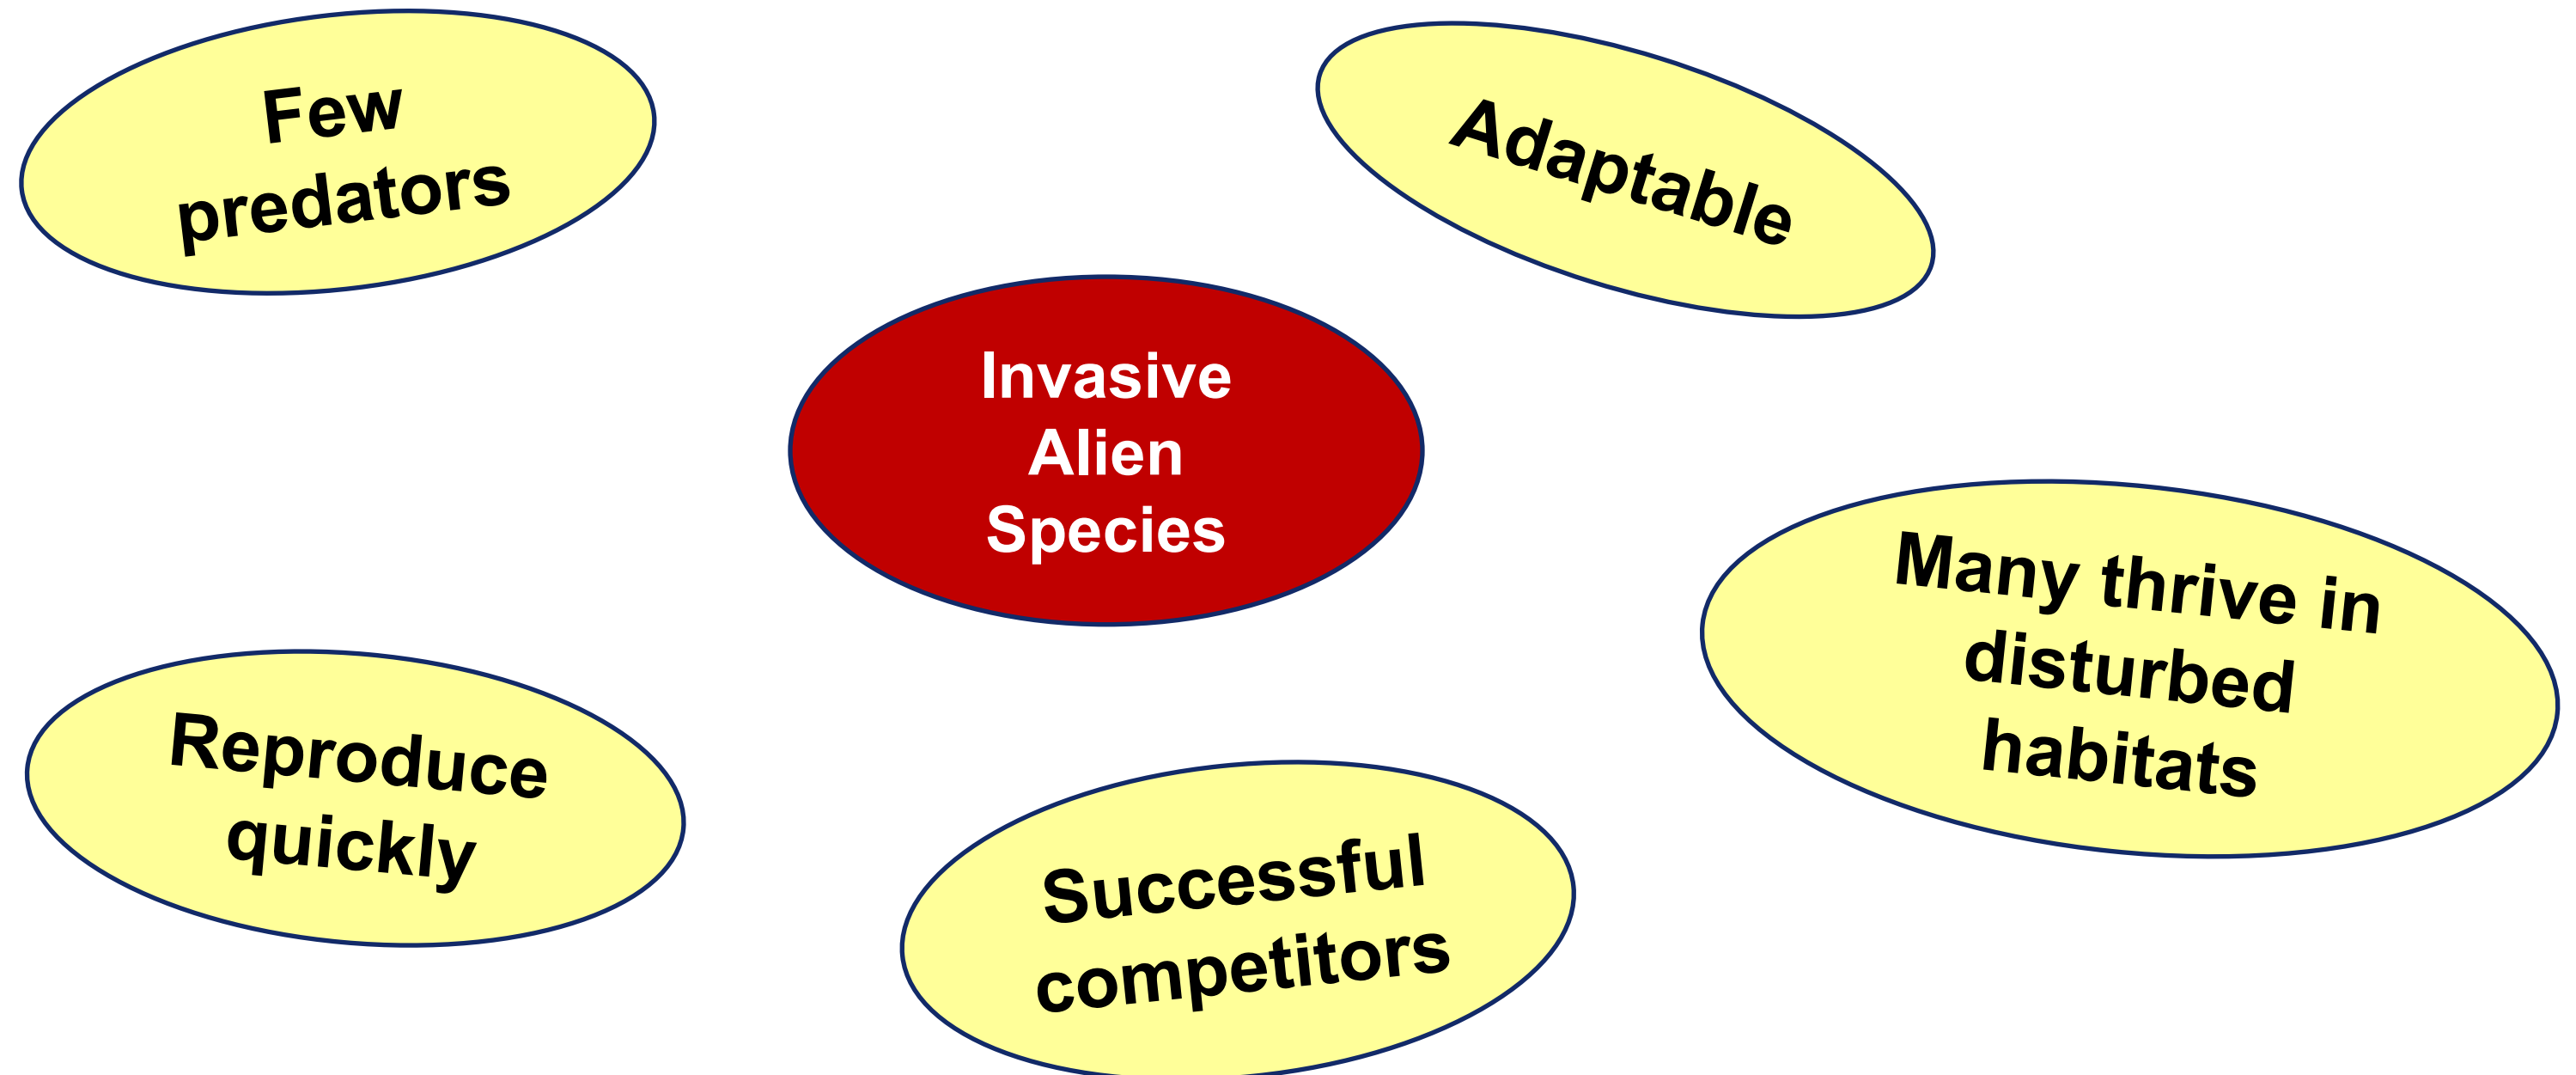 Few
predators
Adaptable
Invasive
Alien
Species
Many thrive in
disturbed
habitats
Reproduce
quickly
Successful
competitors